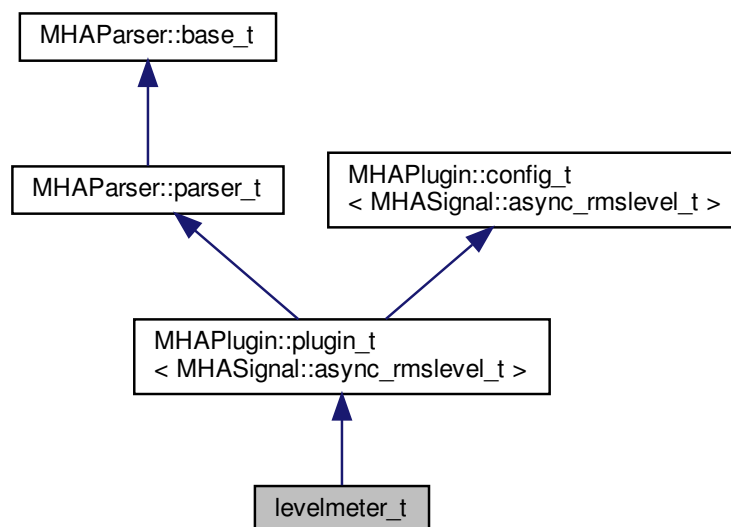 MHAParser::base_t
MHAParser::parser_t
MHAPlugin::config_t
< MHASignal::async_rmslevel_t >
MHAPlugin::plugin_t
< MHASignal::async_rmslevel_t >
levelmeter_t